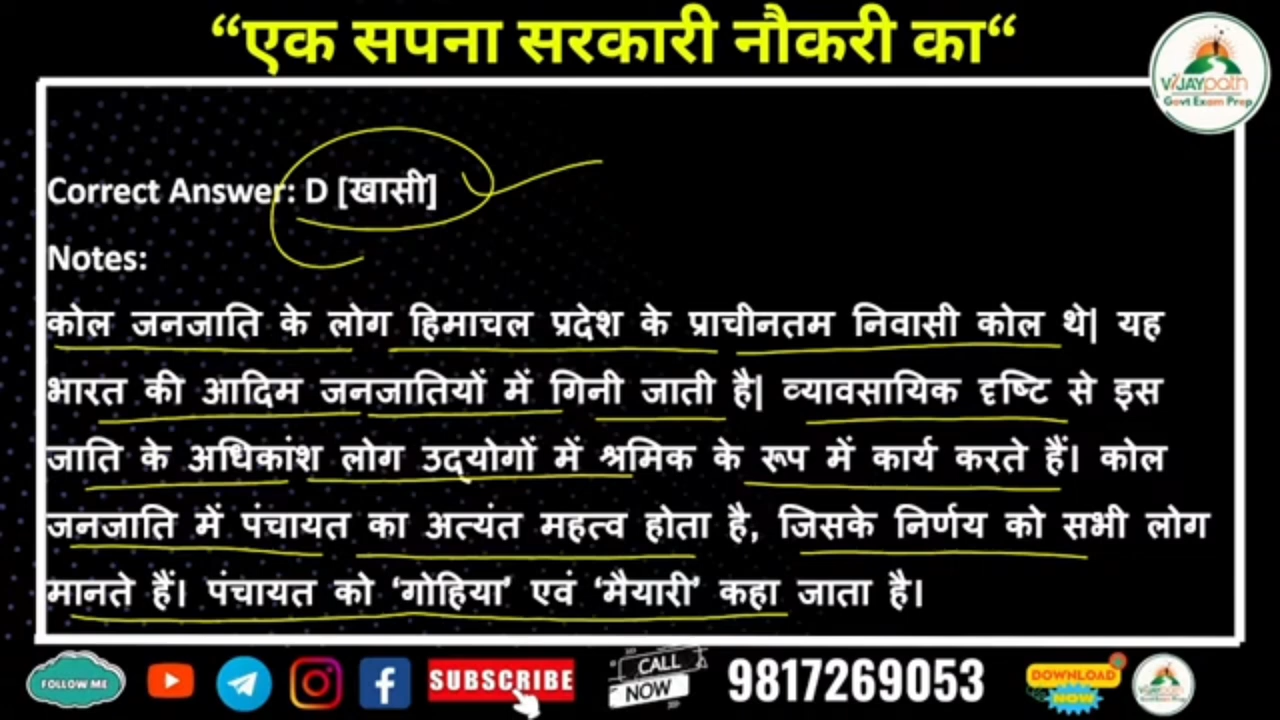 “एक सपना सरकारी नौकरी का“
VIJAYpath
Govt Exam Prep
Correct Answer: D [खासी]
Notes:
कोल जनजाति के लोग हिमाचल प्रदेश के प्राचीनतम निवासी कोल थे| यह
भारत की आदिम जनजातियों में गिनी जाती है| व्यावसायिक दृष्टि से इस
जाति के अधिकांश लोग उद्योगों में श्रमिक के रूप में कार्य करते हैं। कोल
जनजाति में पंचायत का अत्यंत महत्व होता है, जिसके निर्णय को सभी लोग
मानते हैं। पंचायत को ‘गोहिया’ एवं ‘मैयारी’ कहा जाता है।
FOLLOW ME
SUBSCRIBE
CALL
NOW
9817269053
DOWNLOAD
NOW
VIJAYpath